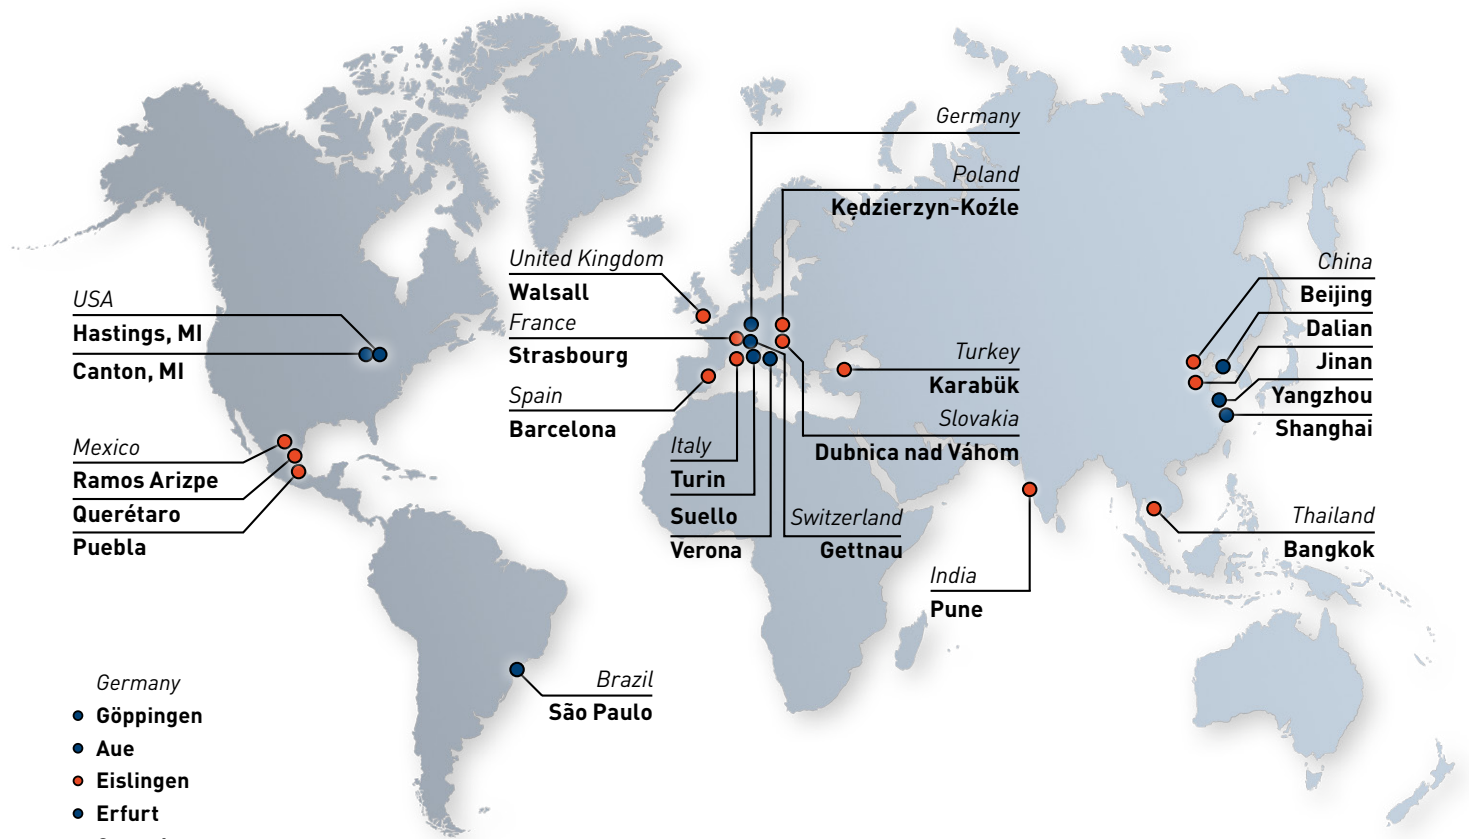 Germany
Poland
Kędzierzyn-Koźle
United Kingdom
Walsall
France
Strasbourg
Spain
Barcelona
China
Beijing
Dalian
Jinan
Yangzhou
Shanghai
USA
Hastings, MI
Canton, MI
Turkey
Karabük
Slovakia
Dubnica nad Váhom
Mexico
Ramos Arizpe
Querétaro
Puebla
Italy
Turin
Suello
Verona
Switzerland
Gettnau
Thailand
Bangkok
India
Pune
Brazil
São Paulo
Germany
Göppingen
Aue
Eislingen
Erfurt